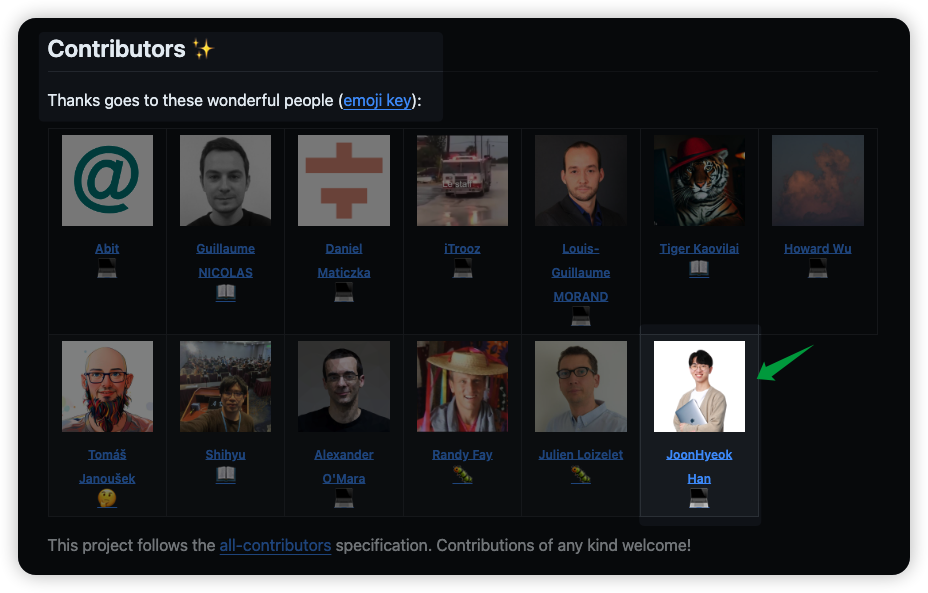 Contributors ✨
Thanks goes to these wonderful people (emoji key):
@
Abit
Guillaume
NICOLAS
Daniel
Maticzka
iTrooz
Louis-
Guillaume
MORAND
Tiger Kaovilai
Howard Wu
Tomáš
Janoušek
Shihyu
Alexander
O'Mara
Randy Fay
Julien Loizelet
JoonHyeok
Han
This project follows the all-contributors specification. Contributions of any kind welcome!